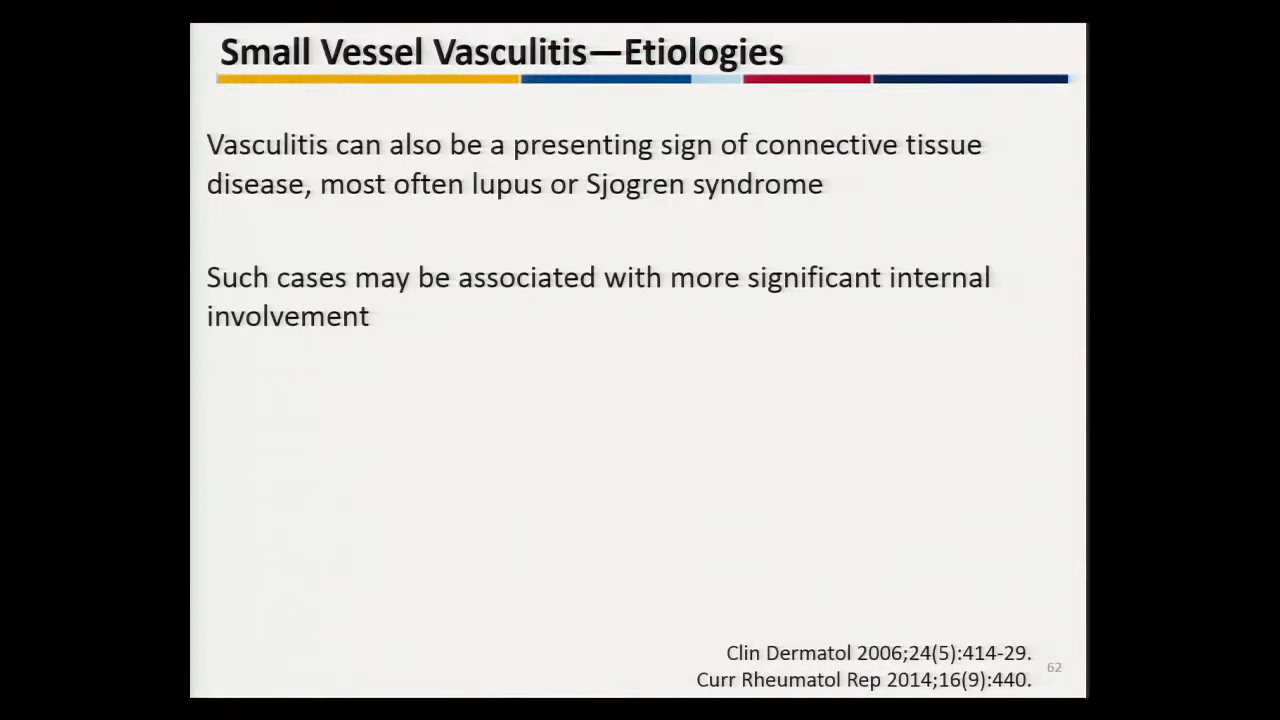 Small Vessel Vasculitis—Etiologies
Vasculitis can also be a presenting sign of connective tissue
disease, most often lupus or Sjogren syndrome
Such cases may be associated with more significant internal
involvement
Clin Dermatol 2006;24(5):414-29.
62
Curr Rheumatol Rep 2014;16(9):440.